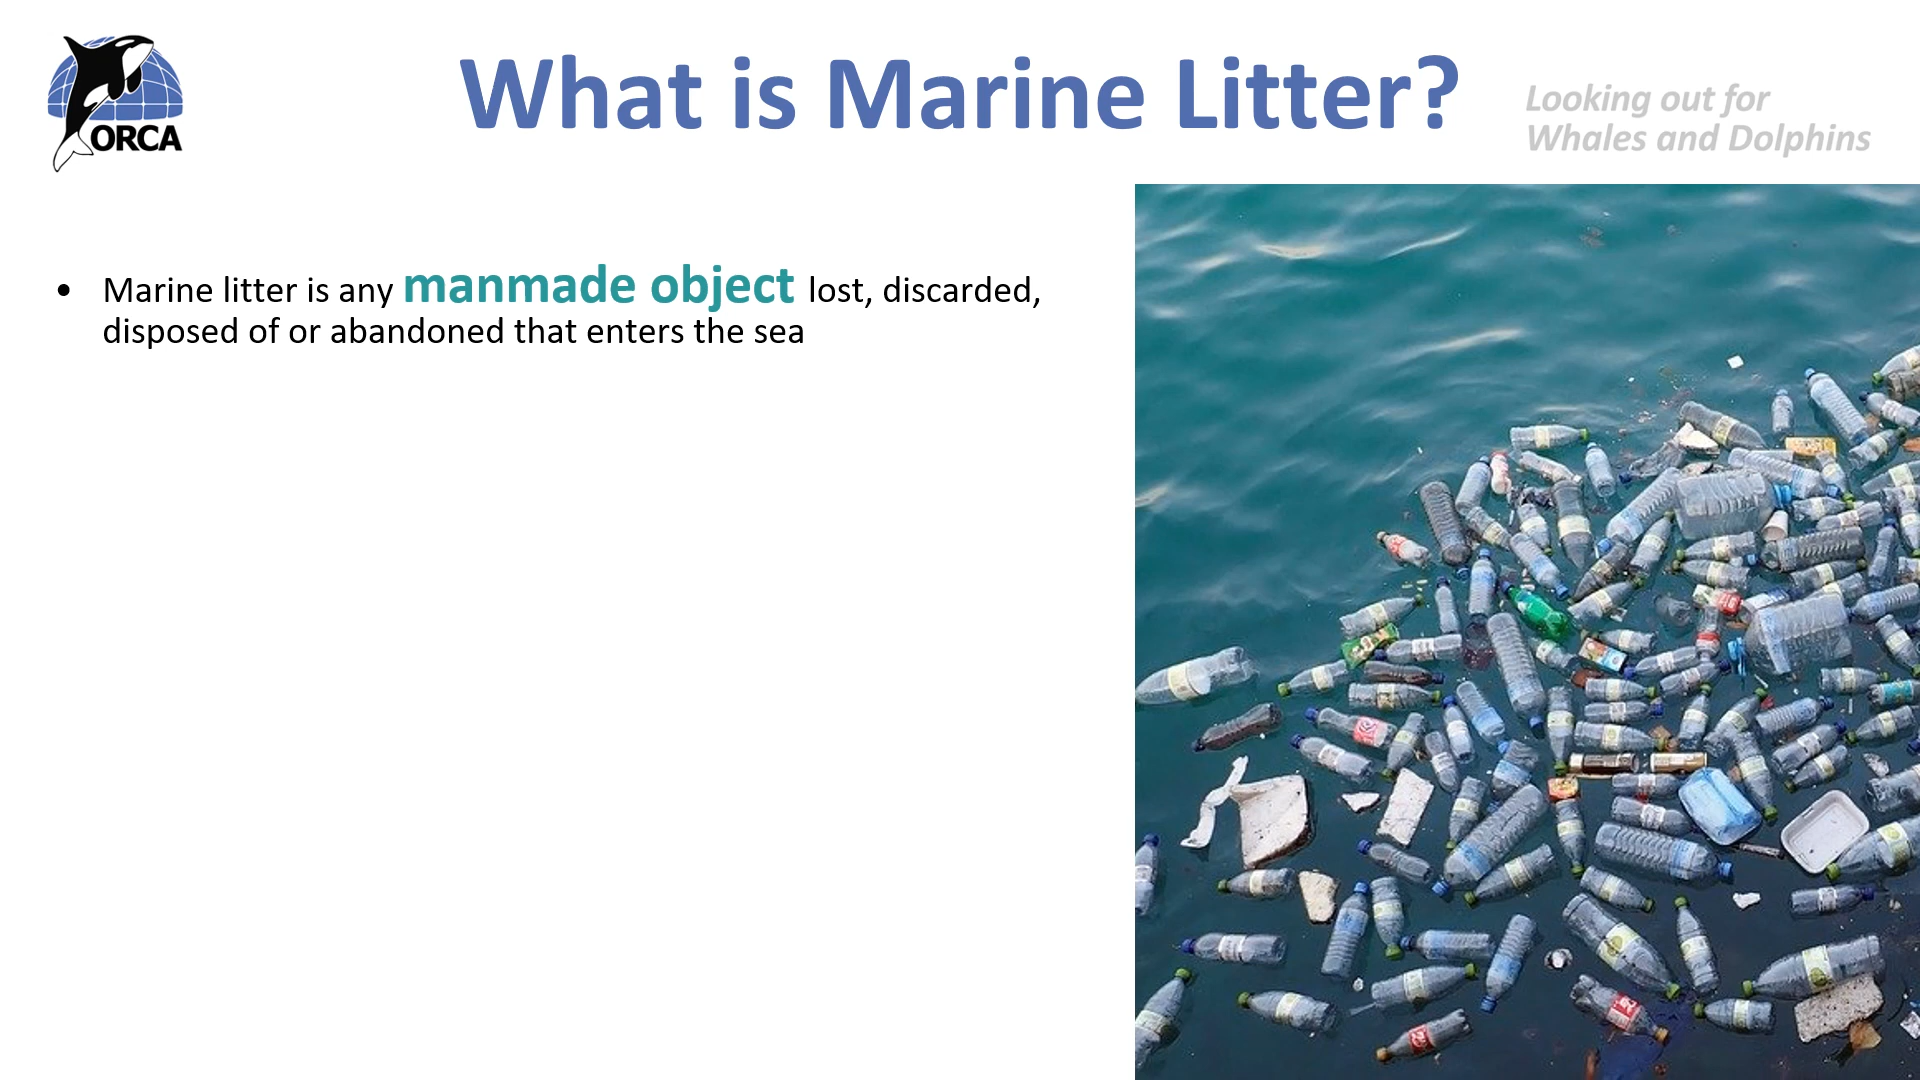 ORCA
What is Marine Litter?
Looking out for
Whales and Dolphins
• Marine litter is any manmade object lost, discarded,
disposed of or abandoned that enters the sea